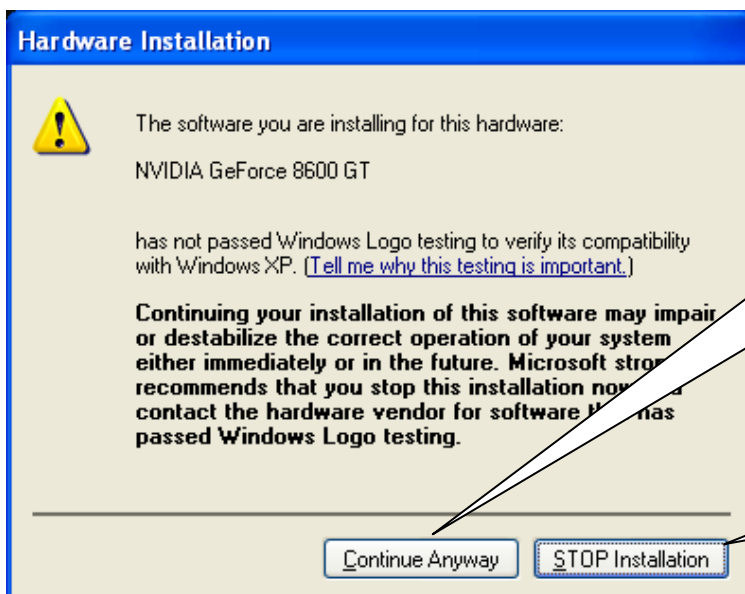 Hardware Installation
The software you are installing for this hardware:
NVIDIA GeForce 8600 GT
has not passed Windows Logo testing to verify its compatibility
with Windows XP. (Tell me why this testing is important.)
Continuing your installation of this software may impair
or destabilize the correct operation of your system
either immediately or in the future. Microsoft
recommends that you stop this installation
contact the hardware vendor for software has
passed Windows Logo testing.
Continue Anyway
STOP Installation